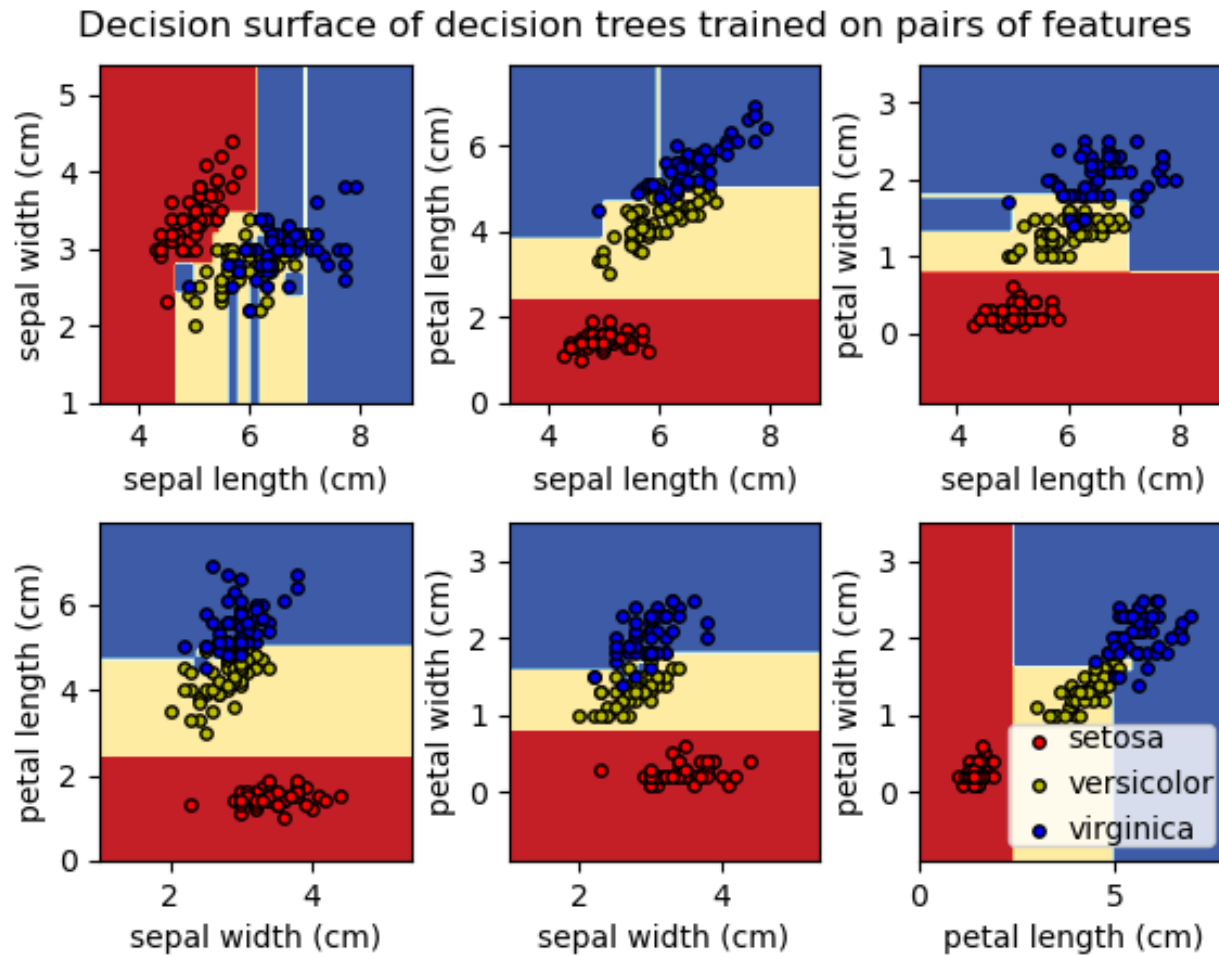 Decision surface of decision trees trained on pairs of features
sepal width (cm)
5
4
3
2
1
4 6 8
sepal length (cm)
petal length (cm)
6
4
2
0
4 6 8
sepal length (cm)
petal width (cm)
3
2
1
0
4 6 8
sepal length (cm)
petal length (cm)
6
4
2
0
2 4
sepal width (cm)
petal width (cm)
3
2
1
0
2 4
sepal width (cm)
petal width (cm)
3
2
1
0
0 5
petal length (cm)
setosa
versicolor
virginica